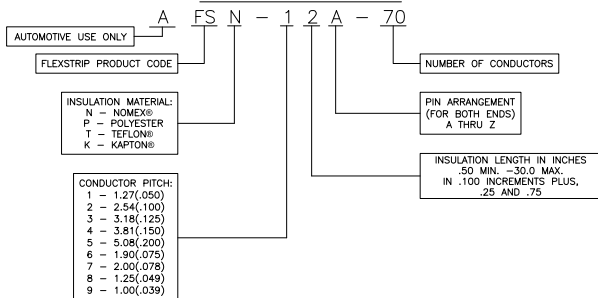 A FS N - 1 2 A - 70
AUTOMOTIVE USE ONLY
FLEXSTRIP PRODUCT CODE
NUMBER OF CONDUCTORS
INSULATION MATERIAL:
N - NOMEX®
P - POLYESTER
T - TEFLON®
K - KAPTON®
PIN ARRANGEMENT
(FOR BOTH ENDS)
A THRU Z
INSULATION LENGTH IN INCHES
.50 MIN. -30.0 MAX.
IN .100 INCREMENTS PLUS,
.25 AND .75
CONDUCTOR PITCH:
1 - 1.27(.050)
2 - 2.54(.100)
3 - 3.18(.125)
4 - 3.81(.150)
5 - 5.08(.200)
6 - 1.90(.075)
7 - 2.00(.078)
8 - 1.25(.049)
9 - 1.00(.039)